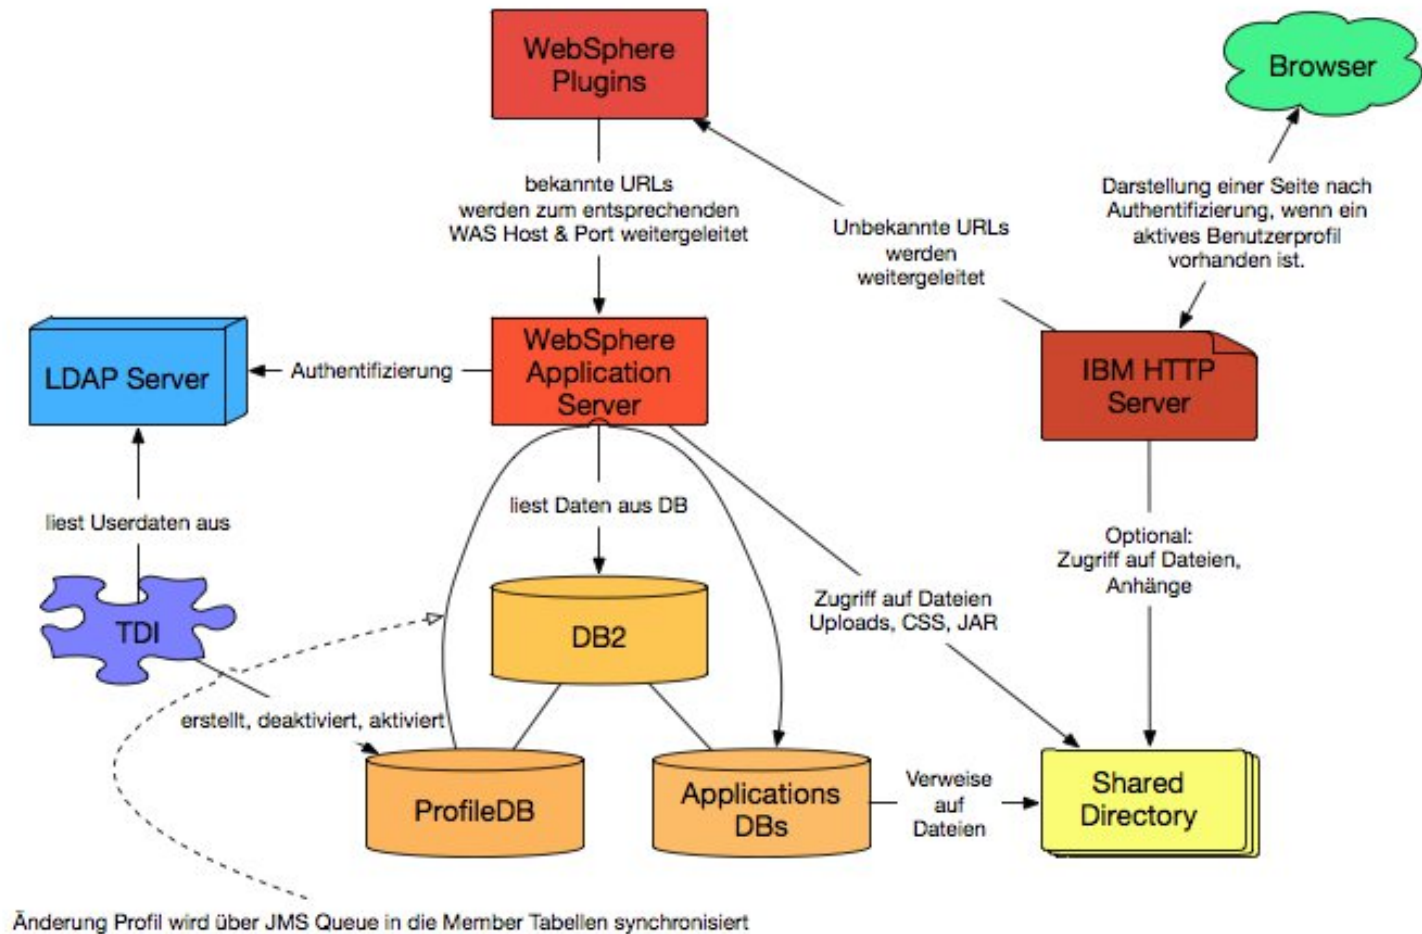 WebSphere
Plugins
Browser
bekannte URLs
werden zum entsprechenden
WAS Host & Port weitergeleitet
Unbekannte URLs
werden
weitergeleitet
Darstellung einer Seite nach
Authentifizierung, wenn ein
aktives Benutzerprofil
vorhanden ist.
LDAP Server
Authentifizierung
WebSphere
Application
Server
IBM HTTP
Server
liest Userdaten aus
liest Daten aus DB
Optional:
Zugriff auf Dateien,
Anhänge
TDI
DB2
Zugriff auf Dateien
Uploads, CSS, JAR
erstellt, deaktiviert, aktiviert
ProfileDB
Applications
DBs
Verweise
auf
Dateien
Shared
Directory
Änderung Profil wird über JMS Queue in die Member Tabellen synchronisiert